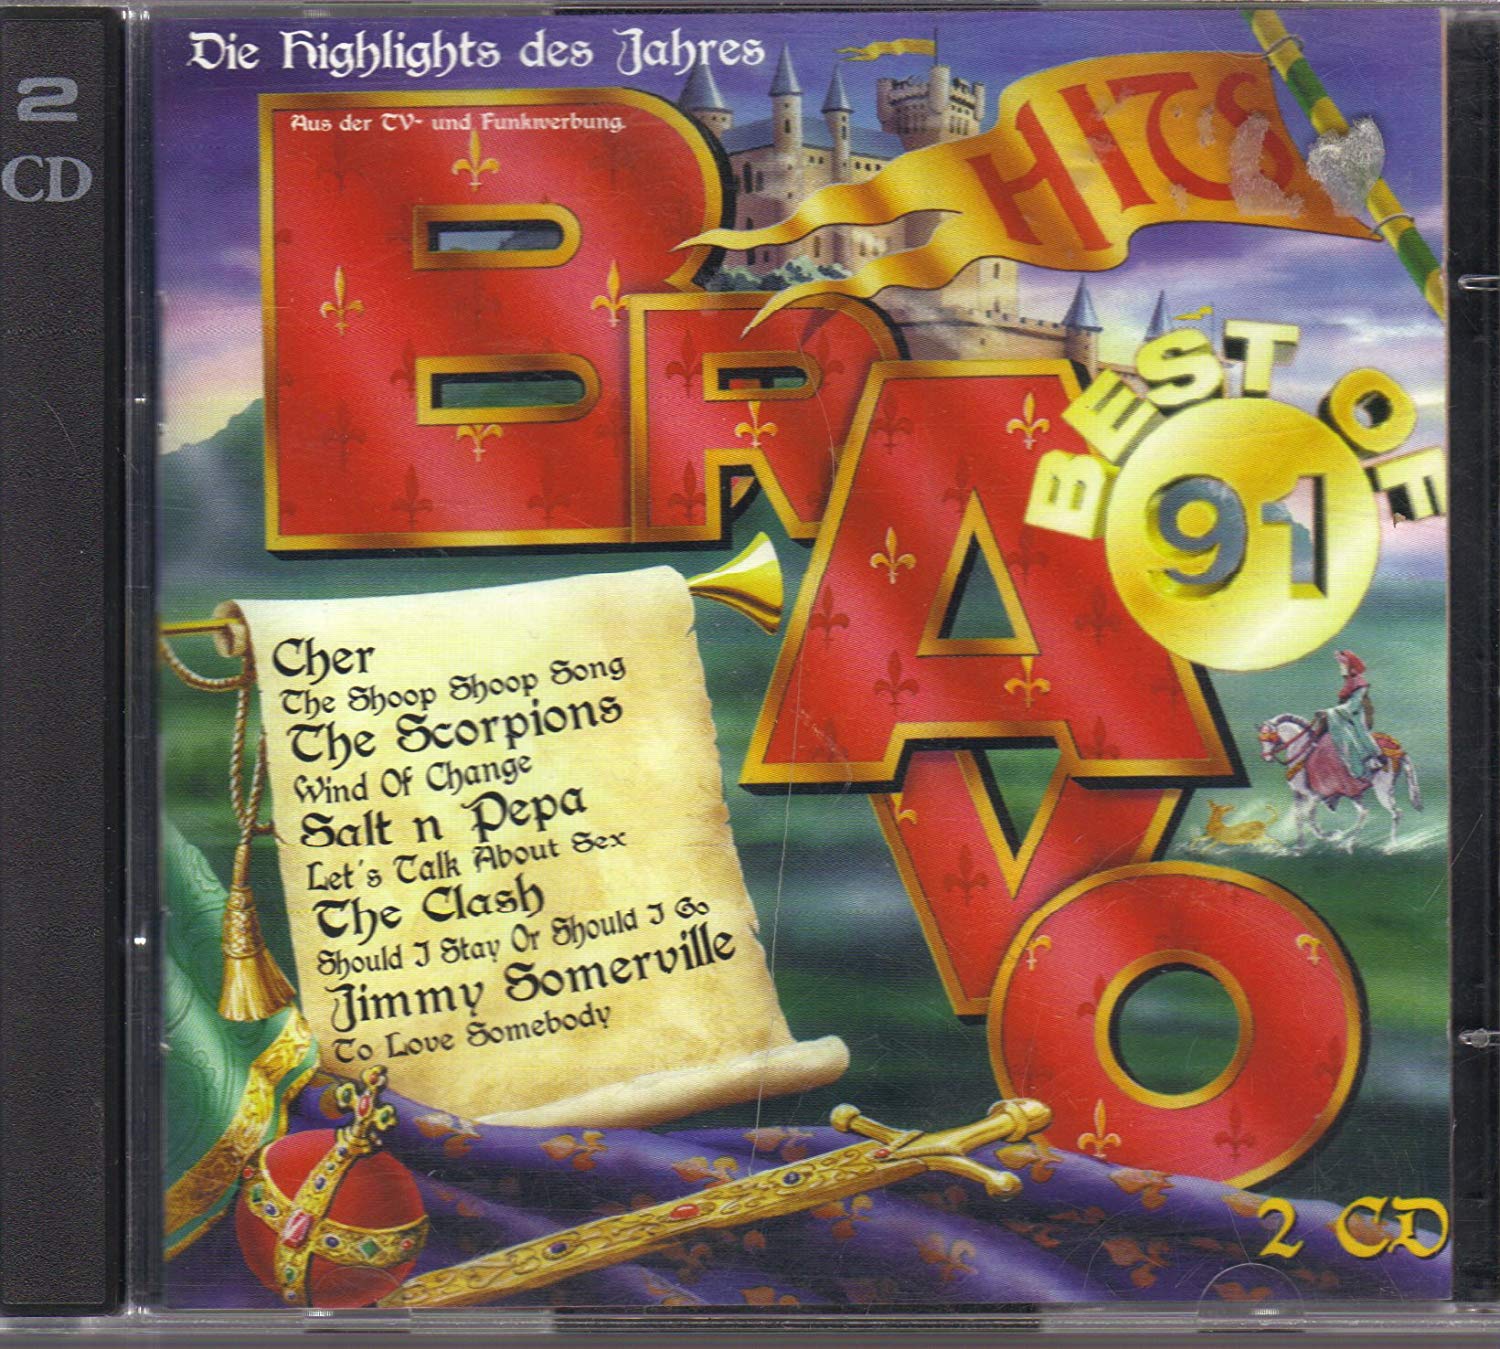 2
CD
Die Highlights des Jahres
Aus der TV- und Funkwerbung.
BRAVO
HITS
BEST OF
91
Cher
The Shoop Shoop Song
The Scorpions
Wind Of Change
Salt n Pepa
Let's Talk About Sex
The Clash
Should I Stay Or Should I Go
Jimmy Somerville
To Love Somebody
2 CD